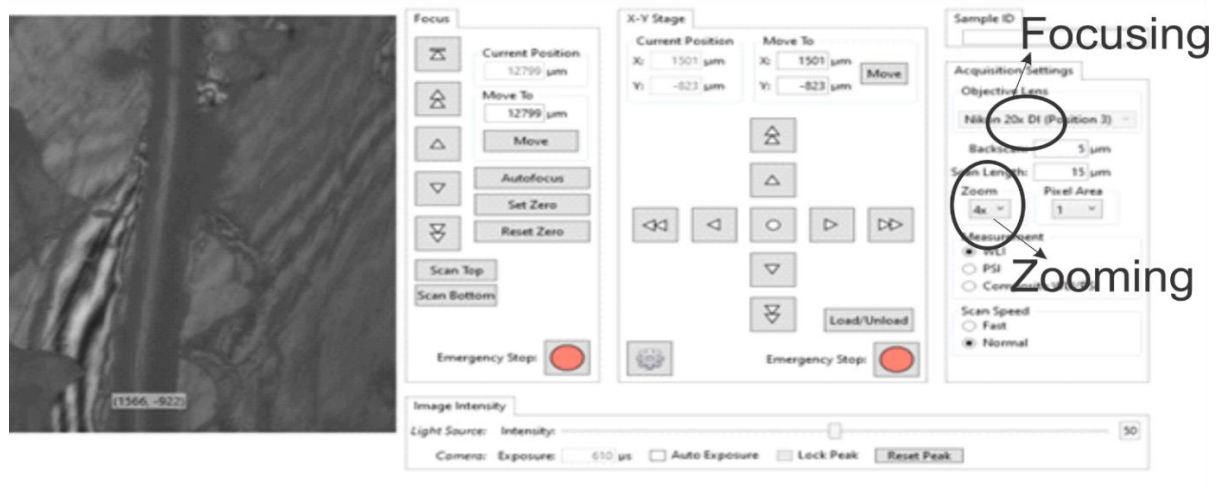 Focus
Current Position
12799 µm
Move To
12799 µm
Move
Autofocus
Set Zero
Reset Zero
Scan Top
Scan Bottom
Emergency Stop:
X-Y Stage
Current Position
X: 1501 µm
Y: -823 µm
Move To
X: 1501 µm
Y: -823 µm
Move
Load/Unload
Emergency Stop:
Sample ID
Focusing
Acquisition Settings
Objective Lens
Nikon 20x DI (Position 3)
Backscan: 5 µm
Scan Length: 15 µm
Zoom
4x
Pixel Area
1
Measurement
WLI
PSI
Zooming
Scan Speed
Fast
Normal
(1566, -922)
Image Intensity
Light Source: Intensity: 50
Camera: Exposure: 610 µs Auto Exposure Lock Peak Reset Peak